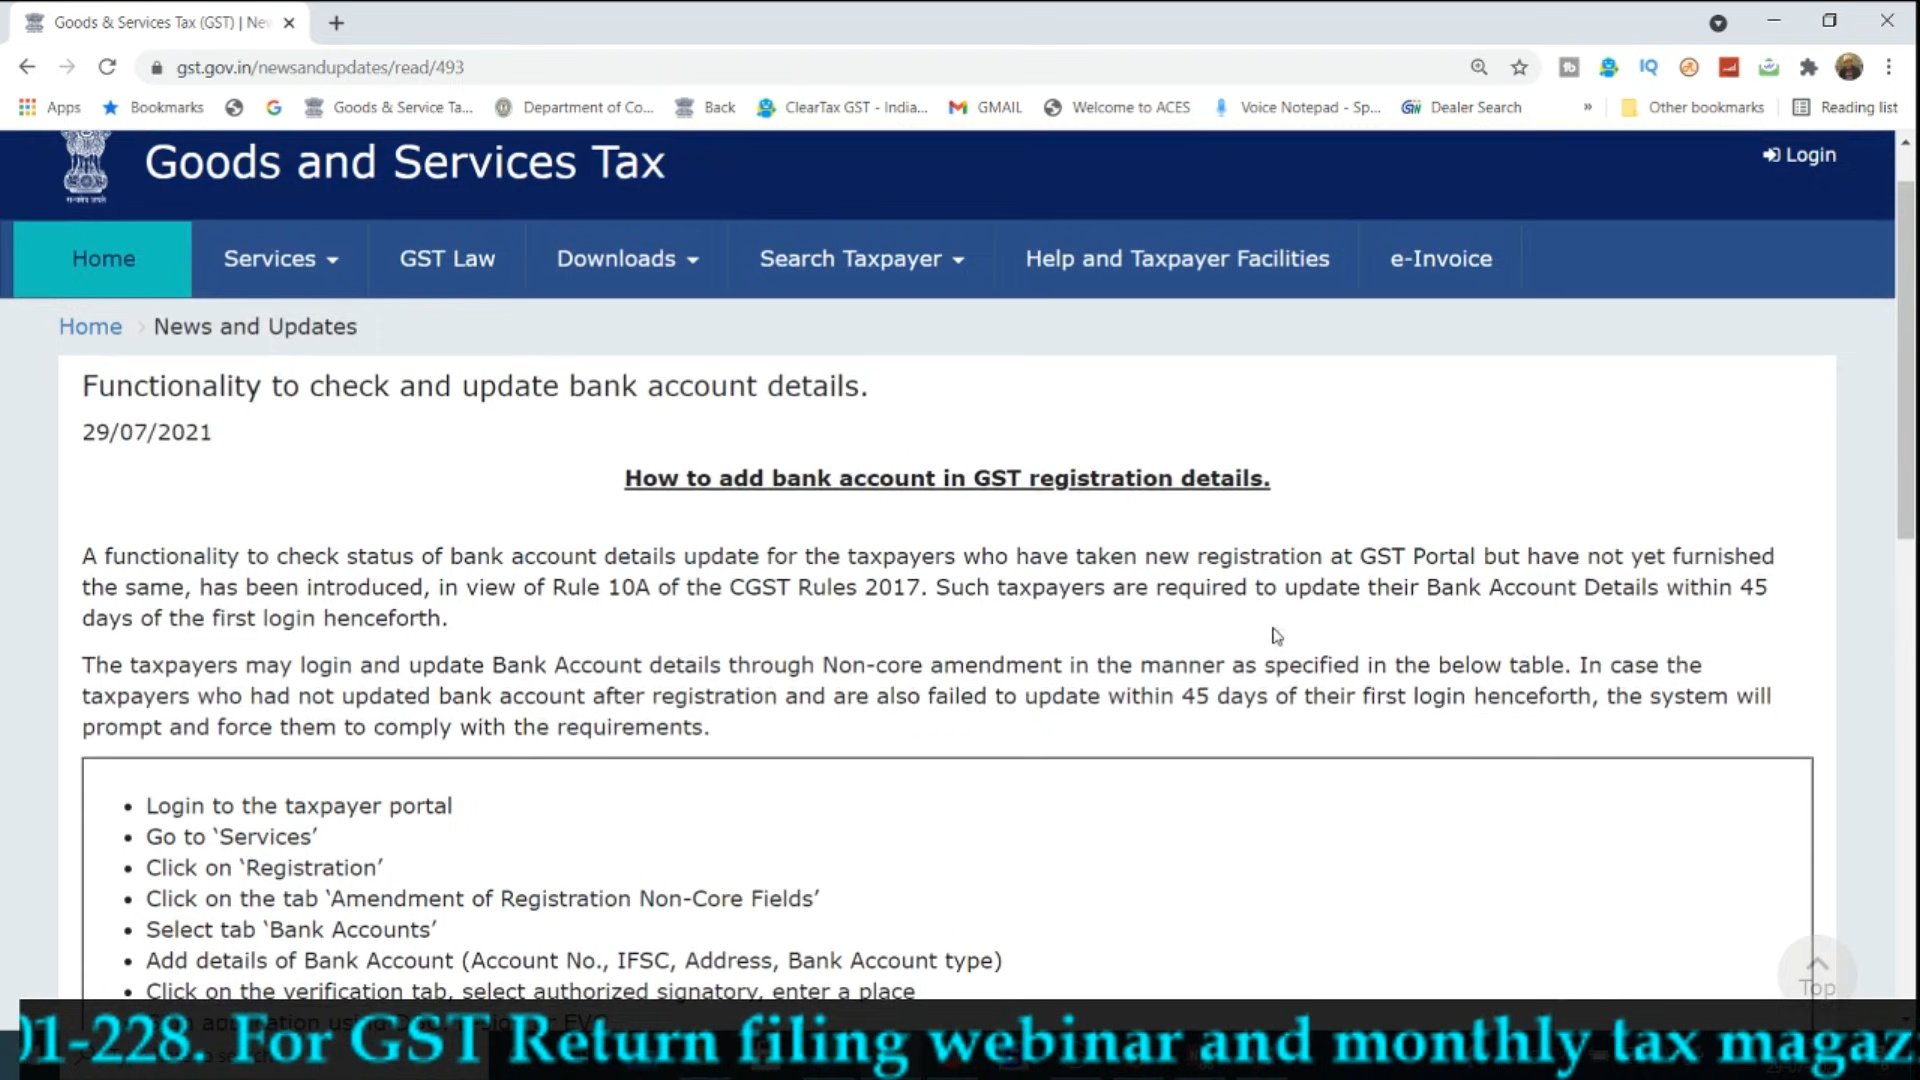 Goods & Services Tax (GST) | Nev
gst.gov.in/newsandupdates/read/493
IQ
Apps
Bookmarks
Goods & Service Ta...
Department of Co...
Back
ClearTax GST - India...
GMAIL
Welcome to ACES
Voice Notepad - Sp...
Dealer Search
»
Other bookmarks
Reading list
Goods and Services Tax
Login
Home
Services
GST Law
Downloads
Search Taxpayer
Help and Taxpayer Facilities
e-Invoice
Home > News and Updates
Functionality to check and update bank account details.
29/07/2021
How to add bank account in GST registration details.
A functionality to check status of bank account details update for the taxpayers who have taken new registration at GST Portal but have not yet furnished
the same, has been introduced, in view of Rule 10A of the CGST Rules 2017. Such taxpayers are required to update their Bank Account Details within 45
days of the first login henceforth.
The taxpayers may login and update Bank Account details through Non-core amendment in the manner as specified in the below table. In case the
taxpayers who had not updated bank account after registration and are also failed to update within 45 days of their first login henceforth, the system will
prompt and force them to comply with the requirements.
• Login to the taxpayer portal
• Go to ‘Services’
• Click on ‘Registration’
• Click on the tab ‘Amendment of Registration Non-Core Fields’
• Select tab ‘Bank Accounts’
• Add details of Bank Account (Account No., IFSC, Address, Bank Account type)
• Click on the verification tab, select authorized signatory, enter a place
Top
01-228. For GST Return filing webinar and monthly tax magaz